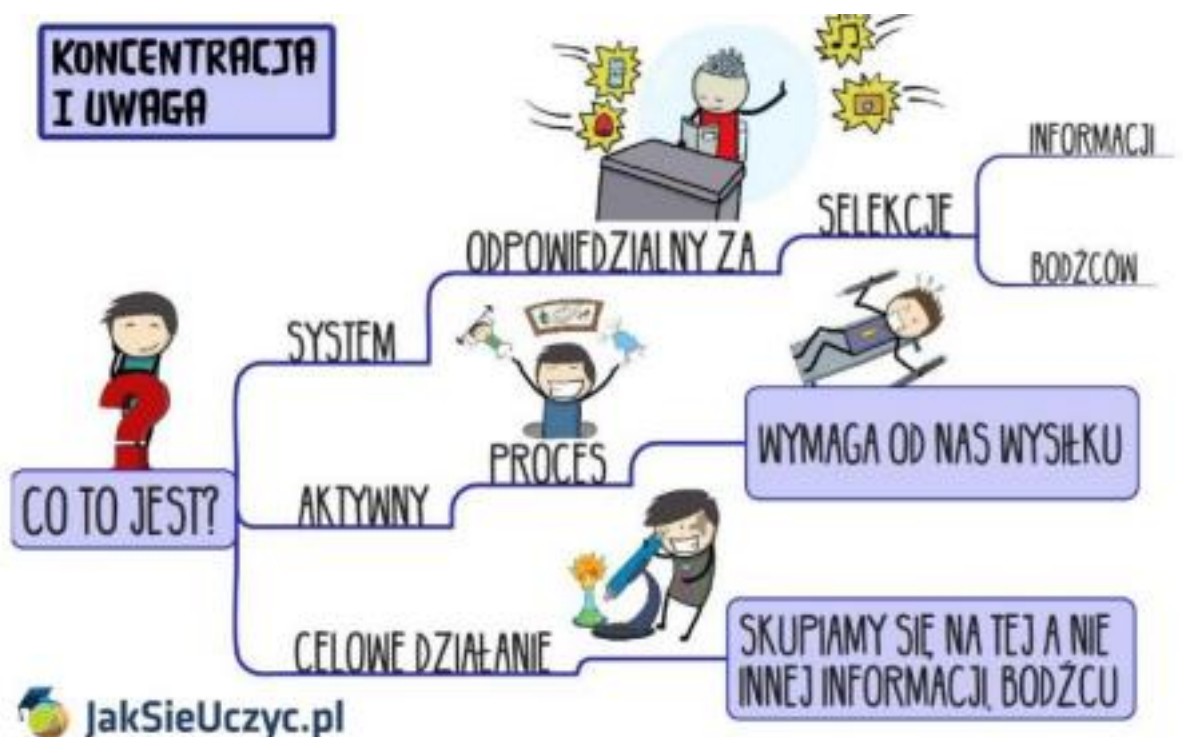 KONCENTRACJA
I UWAGA
CO TO JEST?
SYSTEM
ODPOWIEDZIALNY ZA
SELEKCJE
INFORMACJI
BODŹCÓW
AKTYWNY
PROCES
WYMAGA OD NAS WYSIŁKU
CELOWE DZIAŁANIE
SKUPIAMY SIĘ NA TEJ A NIE
INNEJ INFORMACJI, BODŹCU
JakSieUczyc.pl